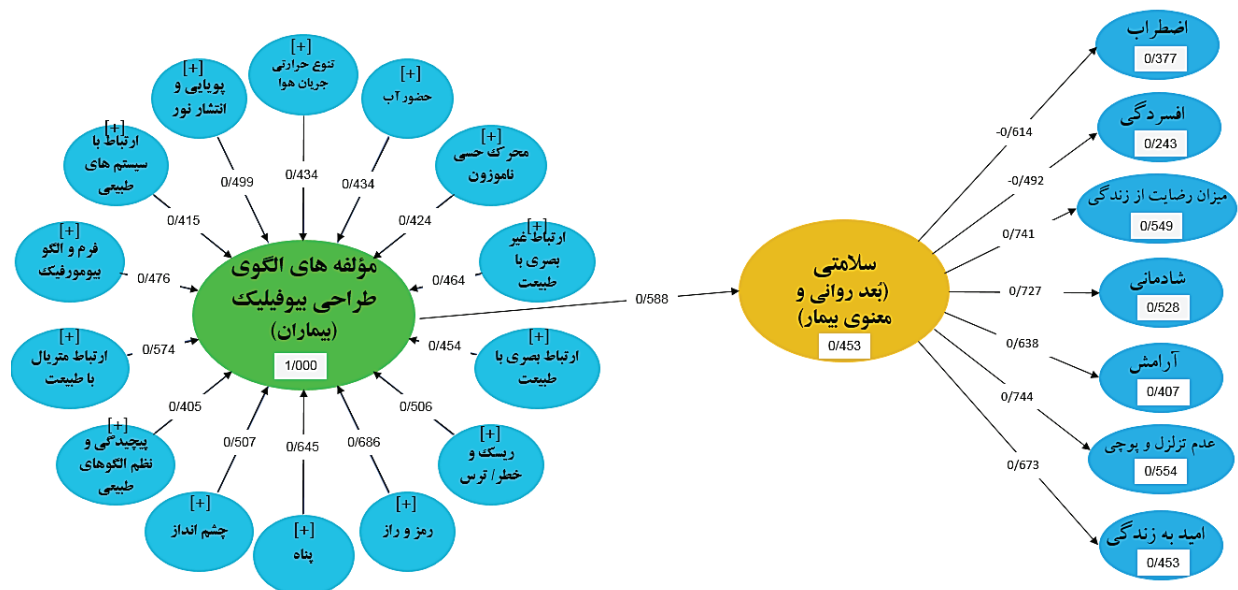 [+]
تنوع حرارتی
جریان هوا
[+]
حضور آب
[+]
محرک حسی
ناموزون
[+]
ارتباط غیر
بصری با
طبیعت
[+]
ارتباط بصری با
طبیعت
[+]
ریسک و
خطر/ ترس
[+]
رمز و راز
[+]
پناه
[+]
چشم انداز
[+]
پیچیدگی و
نظم الگوهای
طبیعی
[+]
ارتباط متریال
با طبیعت
[+]
فرم و الگو
بیومورفیک
[+]
ارتباط با
سیستم های
طبیعی
[+]
پویایی و
انتشار نور
0/434
0/434
0/424
0/464
0/454
0/506
0/686
0/645
0/507
0/405
0/574
0/476
0/415
0/499
مؤلفه های الگوی
طراحی بیوفیلیک
(بیماران)
1/000
0/588
سلامتی
(بُعد روانی و
معنوی بیمار)
0/453
-0/614
-0/492
0/741
0/727
0/638
0/744
0/673
اضطراب
0/377
افسردگی
0/243
میزان رضایت از زندگی
0/549
شادمانی
0/528
آرامش
0/407
عدم تزلزل و پوچی
0/554
امید به زندگی
0/453